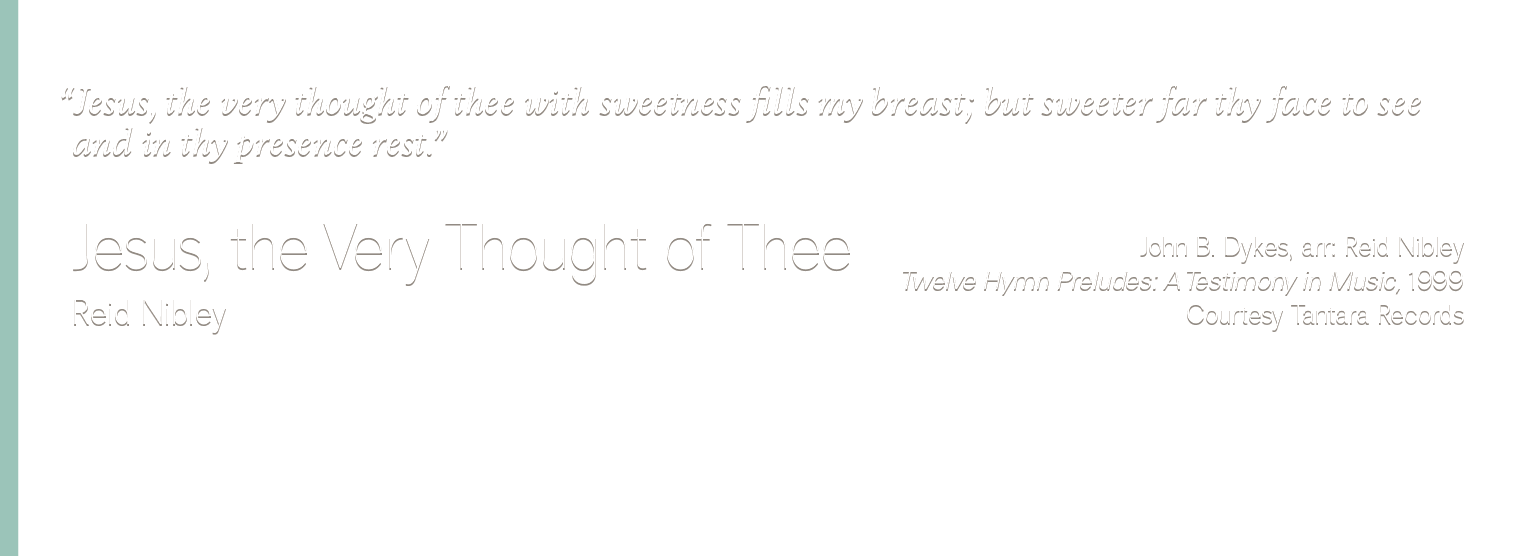 “Jesus, the very thought of thee with sweetness fills my breast; but sweeter far thy face to see
and in thy presence rest.”
Jesus, the Very Thought of Thee
Reid Nibley
John B. Dykes, arr. Reid Nibley
Twelve Hymn Preludes: A Testimony in Music, 1999
Courtesy Tantara Records